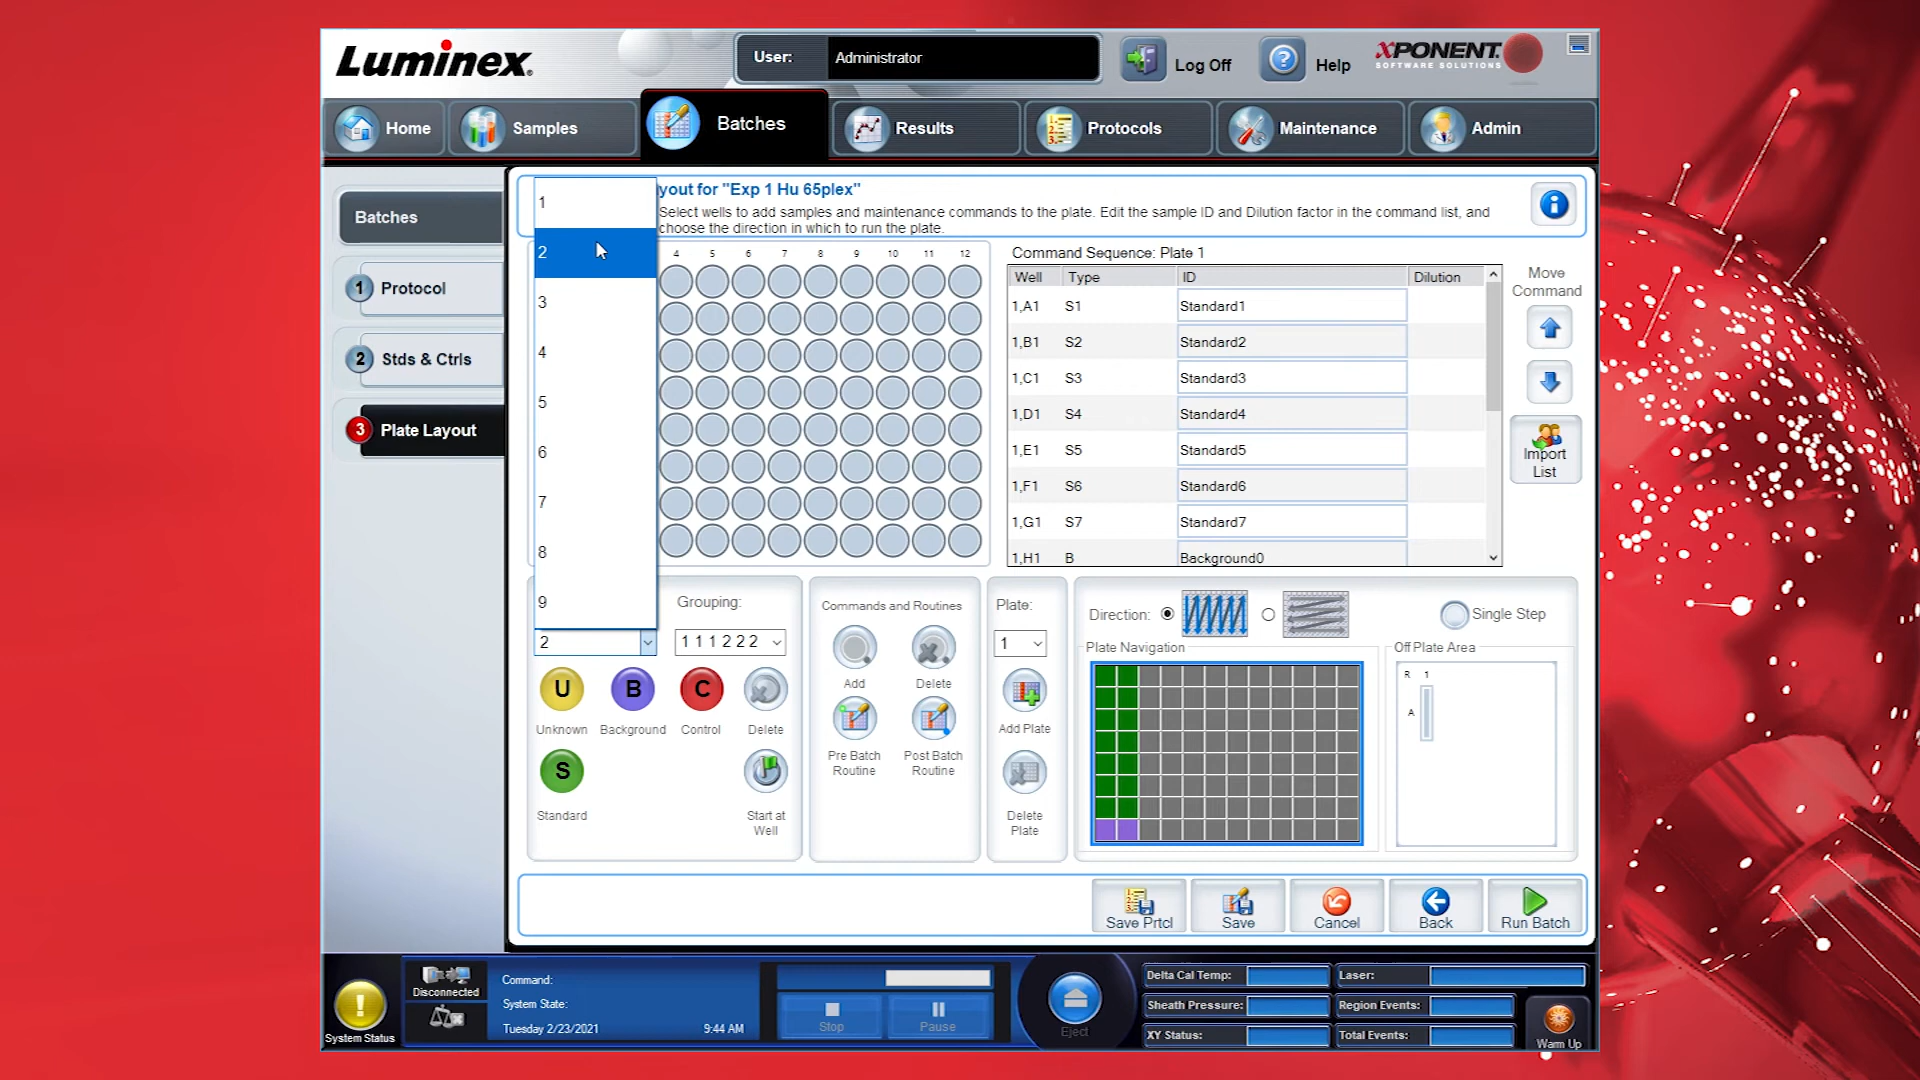 Luminex
User:
Administrator
Log Off
Help
XPONENT
SOFTWARE SOLUTIONS
Home
Samples
Batches
Results
Protocols
Maintenance
Admin
Batches
1 Protocol
2 Stds & Ctrls
3 Plate Layout
yout for "Exp 1 Hu 65plex"
Select wells to add samples and maintenance commands to the plate. Edit the sample ID and Dilution factor in the command list, and
choose the direction in which to run the plate.
1
2
3
4
5
6
7
8
9
4 5 6 7 8 9 10 11 12
Command Sequence: Plate 1
Well Type ID Dilution
1,A1 S1 Standard1
1,B1 S2 Standard2
1,C1 S3 Standard3
1,D1 S4 Standard4
1,E1 S5 Standard5
1,F1 S6 Standard6
1,G1 S7 Standard7
1,H1 B Background0
Move
Command
Import
List
2
Grouping:
1 1 1 2 2 2
U
B
C
Unknown
Background
Control
Delete
S
Standard
Start at
Well
Commands and Routines
Add
Delete
Pre Batch
Routine
Post Batch
Routine
Plate:
1
Add Plate
Delete
Plate
Direction:
Single Step
Plate Navigation
Off Plate Area
R 1
A
Save Prtcl
Save
Cancel
Back
Run Batch
System Status
Disconnected
Command:
System State:
Tuesday 2/23/2021 9:44 AM
Stop
Pause
Eject
Delta Cal Temp:
Laser:
Sheath Pressure:
Region Events:
XY Status:
Total Events:
Warm Up